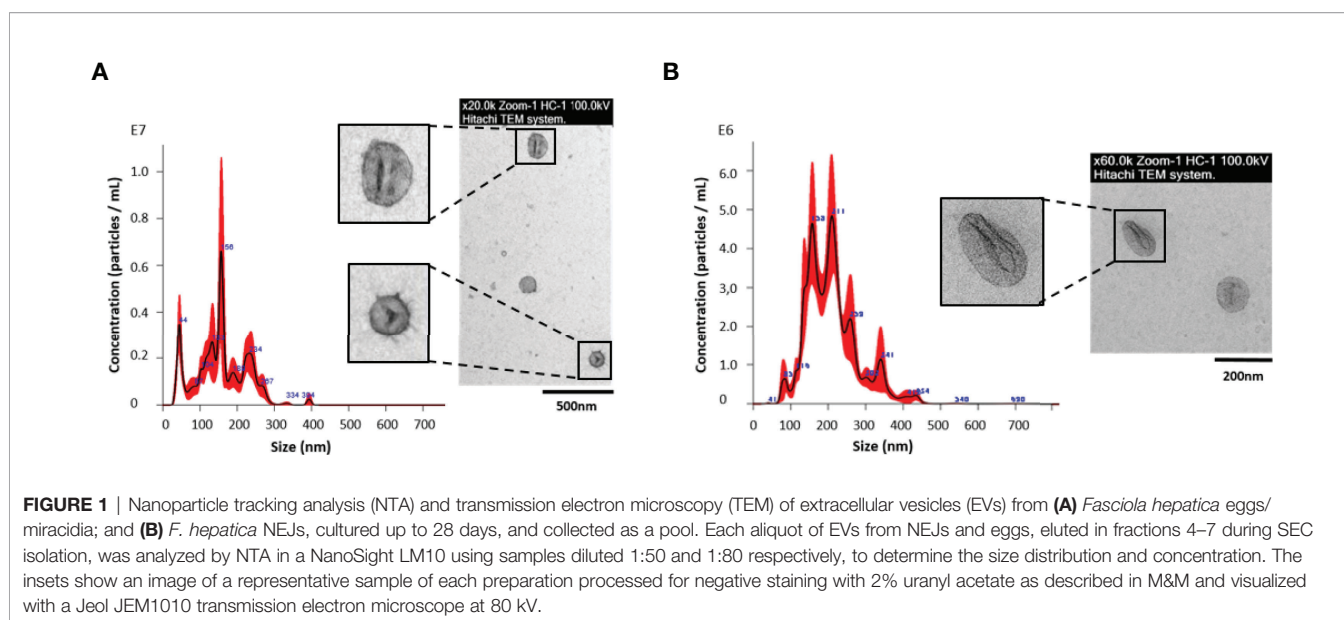 A
B
x20.0k Zoom-1 HC-1 100.0kV
Hitachi TEM system.
E7
1.0
0.8
0.6
0.4
0.2
0
Concentration (particles / mL)
156
234
334
0 100 200 300 400 500 600 700
Size (nm)
500nm
E6
6.0
5.0
4.0
3,0
2.0
1.0
0.0
Concentration (particles / mL)
0 100 200 300 400 500 600 700
Size (nm)
x60.0k Zoom-1 HC-1 100.0kV
Hitachi TEM system.
200nm
FIGURE 1 | Nanoparticle tracking analysis (NTA) and transmission electron microscopy (TEM) of extracellular vesicles (EVs) from (A) Fasciola hepatica eggs/
miracidia; and (B) F. hepatica NEJs, cultured up to 28 days, and collected as a pool. Each aliquot of EVs from NEJs and eggs, eluted in fractions 4–7 during SEC
isolation, was analyzed by NTA in a NanoSight LM10 using samples diluted 1:50 and 1:80 respectively, to determine the size distribution and concentration. The
insets show an image of a representative sample of each preparation processed for negative staining with 2% uranyl acetate as described in M&M and visualized
with a Jeol JEM1010 transmission electron microscope at 80 kV.